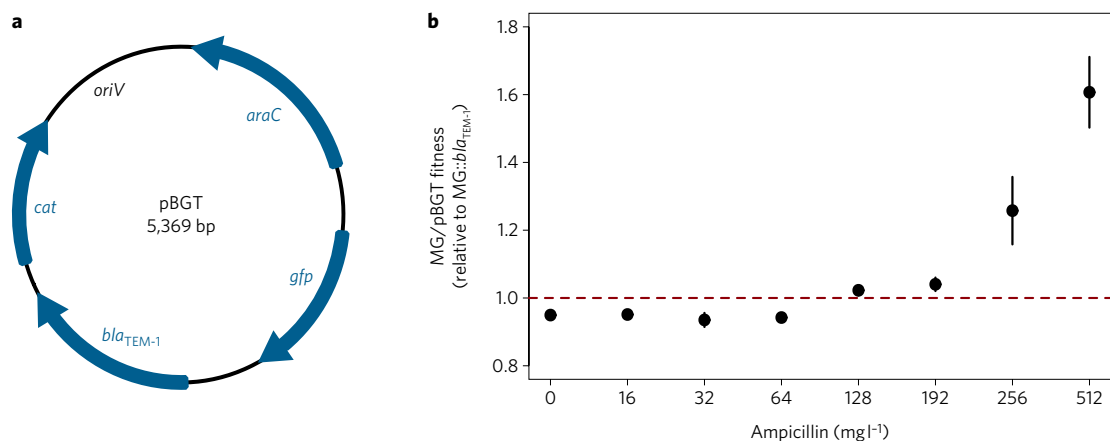 a
oriV
araC
cat
pBGT
5,369 bp
gfp
bla_TEM-1
b
MG/pBGT fitness
(relative to MG::bla_TEM-1)
1.8
1.6
1.4
1.2
1.0
0.8
0 16 32 64 128 192 256 512
Ampicillin (mg l⁻¹)